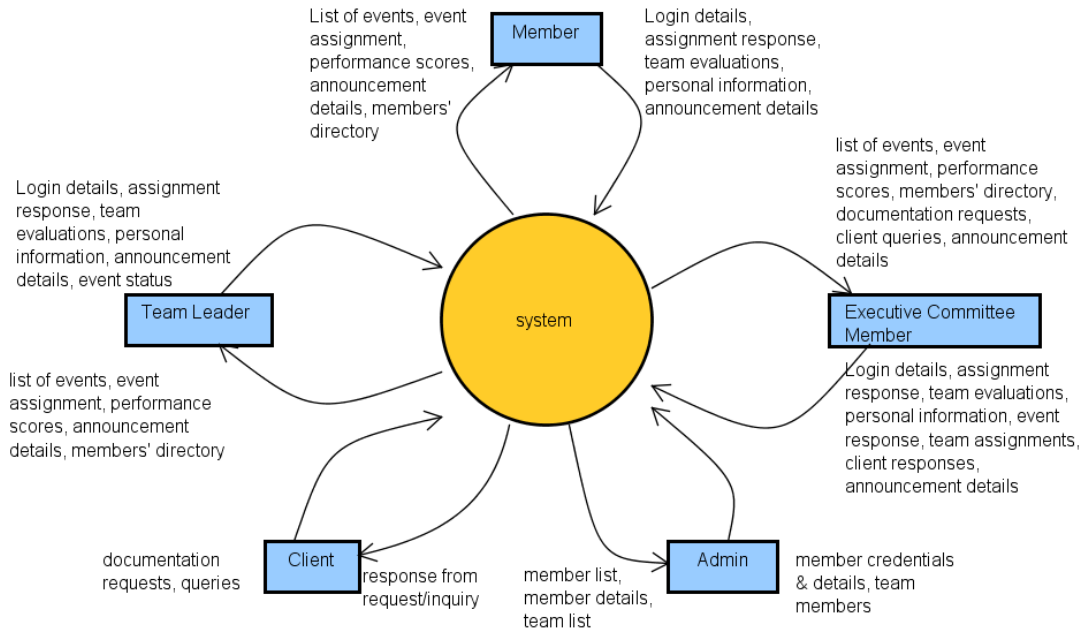 List of events, event
assignment,
performance scores,
announcement
details, members'
directory
Member
Login details,
assignment response,
team evaluations,
personal information,
announcement details
list of events, event
assignment, performance
scores, members' directory,
documentation requests,
client queries, announcement
details
Login details, assignment
response, team
evaluations, personal
information, announcement
details, event status
Team Leader
system
Executive Committee
Member
list of events, event
assignment, performance
scores, announcement
details, members' directory
Login details, assignment
response, team evaluations,
personal information, event
response, team assignments,
client responses,
announcement details
documentation
requests, queries
Client
response from
request/inquiry
member list,
member details,
team list
Admin
member credentials
& details, team
members